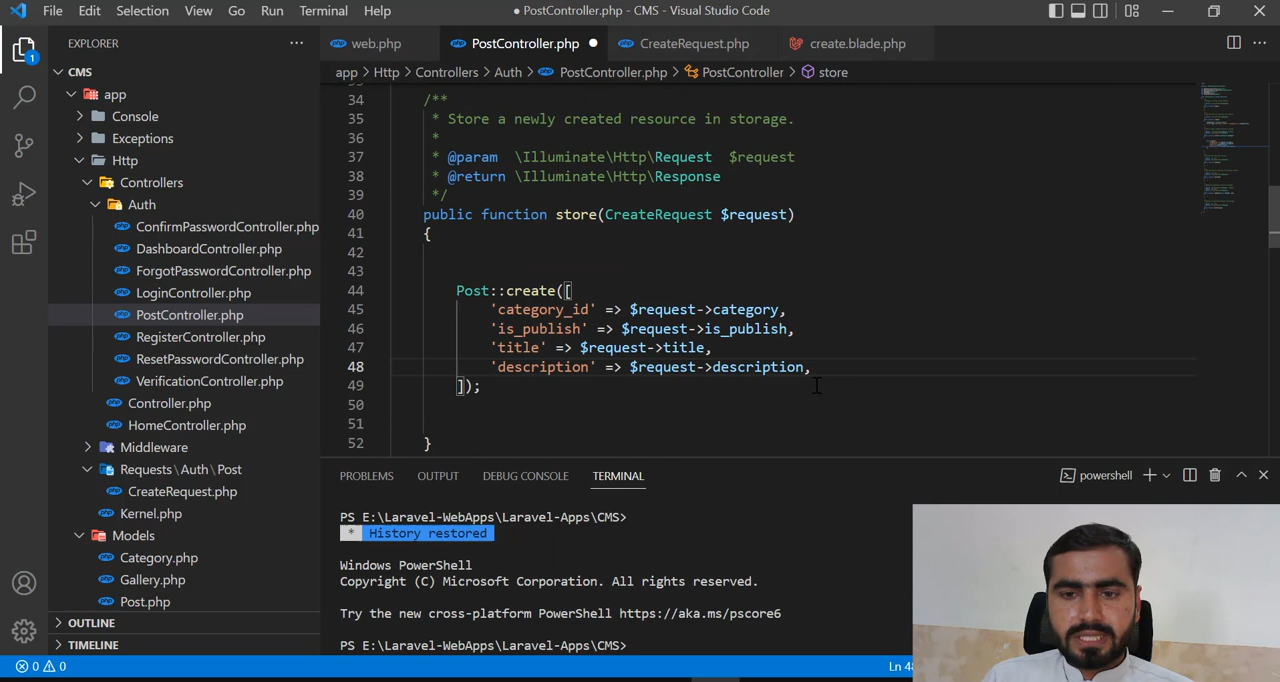 File Edit Selection View Go Run Terminal Help
● PostController.php - CMS - Visual Studio Code
EXPLORER
CMS
app
Console
Exceptions
Http
Controllers
Auth
ConfirmPasswordController.php
DashboardController.php
ForgotPasswordController.php
LoginController.php
PostController.php
RegisterController.php
ResetPasswordController.php
VerificationController.php
Controller.php
HomeController.php
Middleware
Requests\Auth\Post
CreateRequest.php
Kernel.php
Models
Category.php
Gallery.php
Post.php
OUTLINE
TIMELINE
web.php PostController.php ● CreateRequest.php create.blade.php
app > Http > Controllers > Auth > PostController.php > PostController > store
34 /**
35 * Store a newly created resource in storage.
36 *
37 * @param \Illuminate\Http\Request $request
38 * @return \Illuminate\Http\Response
39 */
40 public function store(CreateRequest $request)
41 {
42
43
44 Post::create([
45 'category_id' => $request->category,
46 'is_publish' => $request->is_publish,
47 'title' => $request->title,
48 'description' => $request->description,
49 ]);
50
51
52 }
PROBLEMS OUTPUT DEBUG CONSOLE TERMINAL
powershell
PS E:\Laravel-WebApps\Laravel-Apps\CMS>
* History restored
Windows PowerShell
Copyright (C) Microsoft Corporation. All rights reserved.
Try the new cross-platform PowerShell https://aka.ms/pscore6
PS E:\Laravel-WebApps\Laravel-Apps\CMS>
1
0 0